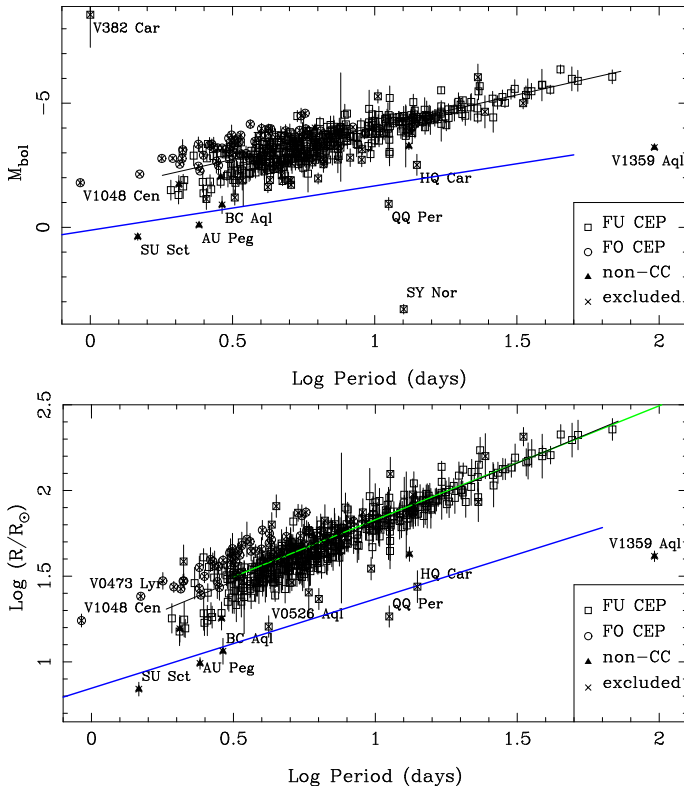 V382 Car
−5
M_bol
V1359 Aql
V1048 Cen
HQ Car
BC Aql
QQ Per
AU Peg
0
SU Sct
FU CEP
FO CEP
non-CC
SY Nor
excluded
0 0.5 1 1.5 2
Log Period (days)
2.5
2
Log (R/R⊙)
V1359 Aql
1.5
V0473 Lyr
HQ Car
V1048 Cen
V0526 Aql
QQ Per
BC Aql
FU CEP
FO CEP
1
AU Peg
SU Sct
non-CC
excluded
0 0.5 1 1.5 2
Log Period (days)